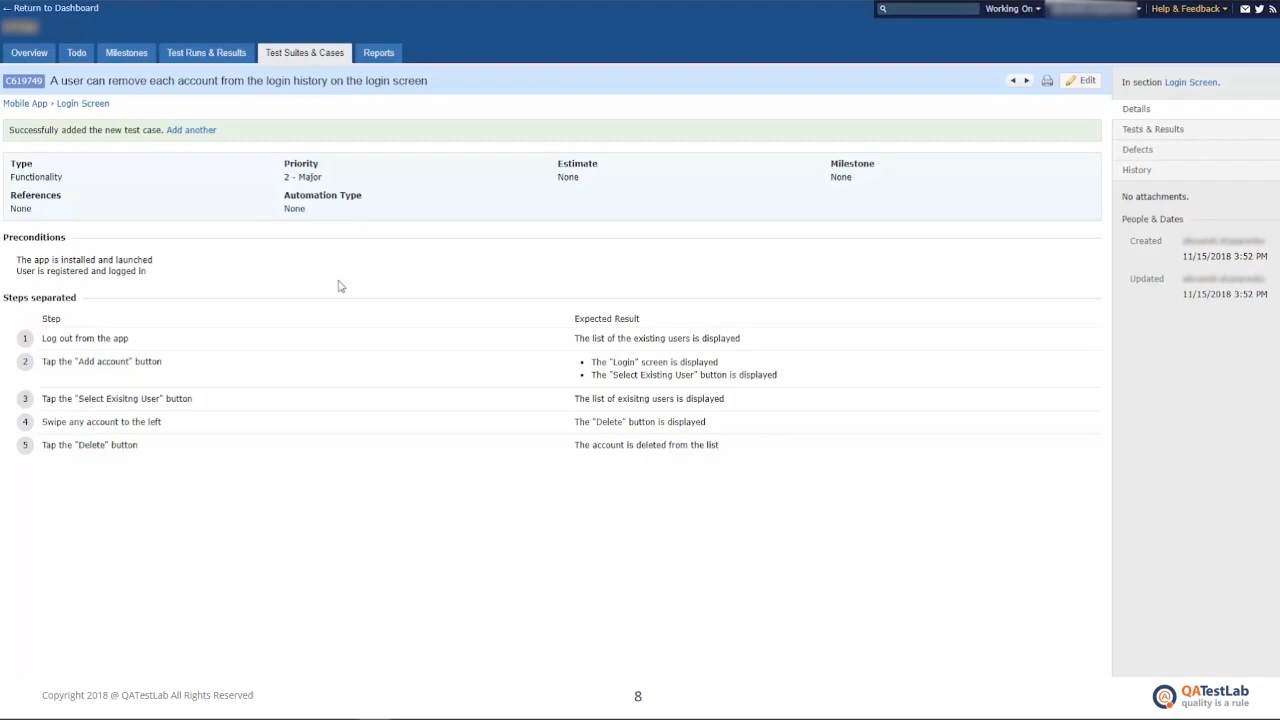 ← Return to Dashboard
Working On
Help & Feedback
Overview
Todo
Milestones
Test Runs & Results
Test Suites & Cases
Reports
C619749 A user can remove each account from the login history on the login screen
Edit
In section Login Screen.
Mobile App › Login Screen
Details
Successfully added the new test case. Add another
Tests & Results
Defects
History
Type
Functionality
Priority
2 - Major
Estimate
None
Milestone
None
References
None
Automation Type
None
No attachments.
People & Dates
Created
11/15/2018 3:52 PM
Updated
11/15/2018 3:52 PM
Preconditions
The app is installed and launched
User is registered and logged in
Steps separated
Step Expected Result
1 Log out from the app The list of the existing users is displayed
2 Tap the "Add account" button
• The "Login" screen is displayed
• The "Select Existing User" button is displayed
3 Tap the "Select Exisitng User" button The list of exisitng users is displayed
4 Swipe any account to the left The "Delete" button is displayed
5 Tap the "Delete" button The account is deleted from the list
Copyright 2018 @ QATestLab All Rights Reserved
8
QATestLab
quality is a rule